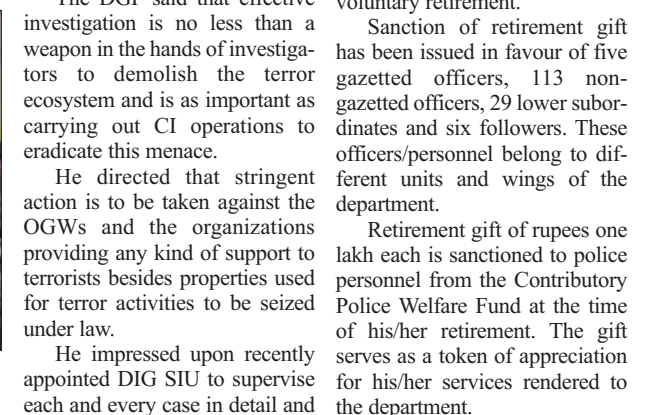 The DGP said that effective
investigation is no less than a
weapon in the hands of investiga-
tors to demolish the terror
ecosystem and is as important as
carrying out CI operations to
eradicate this menace.
He directed that stringent
action is to be taken against the
OGWs and the organizations
providing any kind of support to
terrorists besides properties used
for terror activities to be seized
under law.
He impressed upon recently
appointed DIG SIU to supervise
each and every case in detail and
voluntary retirement.
Sanction of retirement gift
has been issued in favour of five
gazetted officers, 113 non-
gazetted officers, 29 lower subor-
dinates and six followers. These
officers/personnel belong to dif-
ferent units and wings of the
department.
Retirement gift of rupees one
lakh each is sanctioned to police
personnel from the Contributory
Police Welfare Fund at the time
of his/her retirement. The gift
serves as a token of appreciation
for his/her services rendered to
the department.